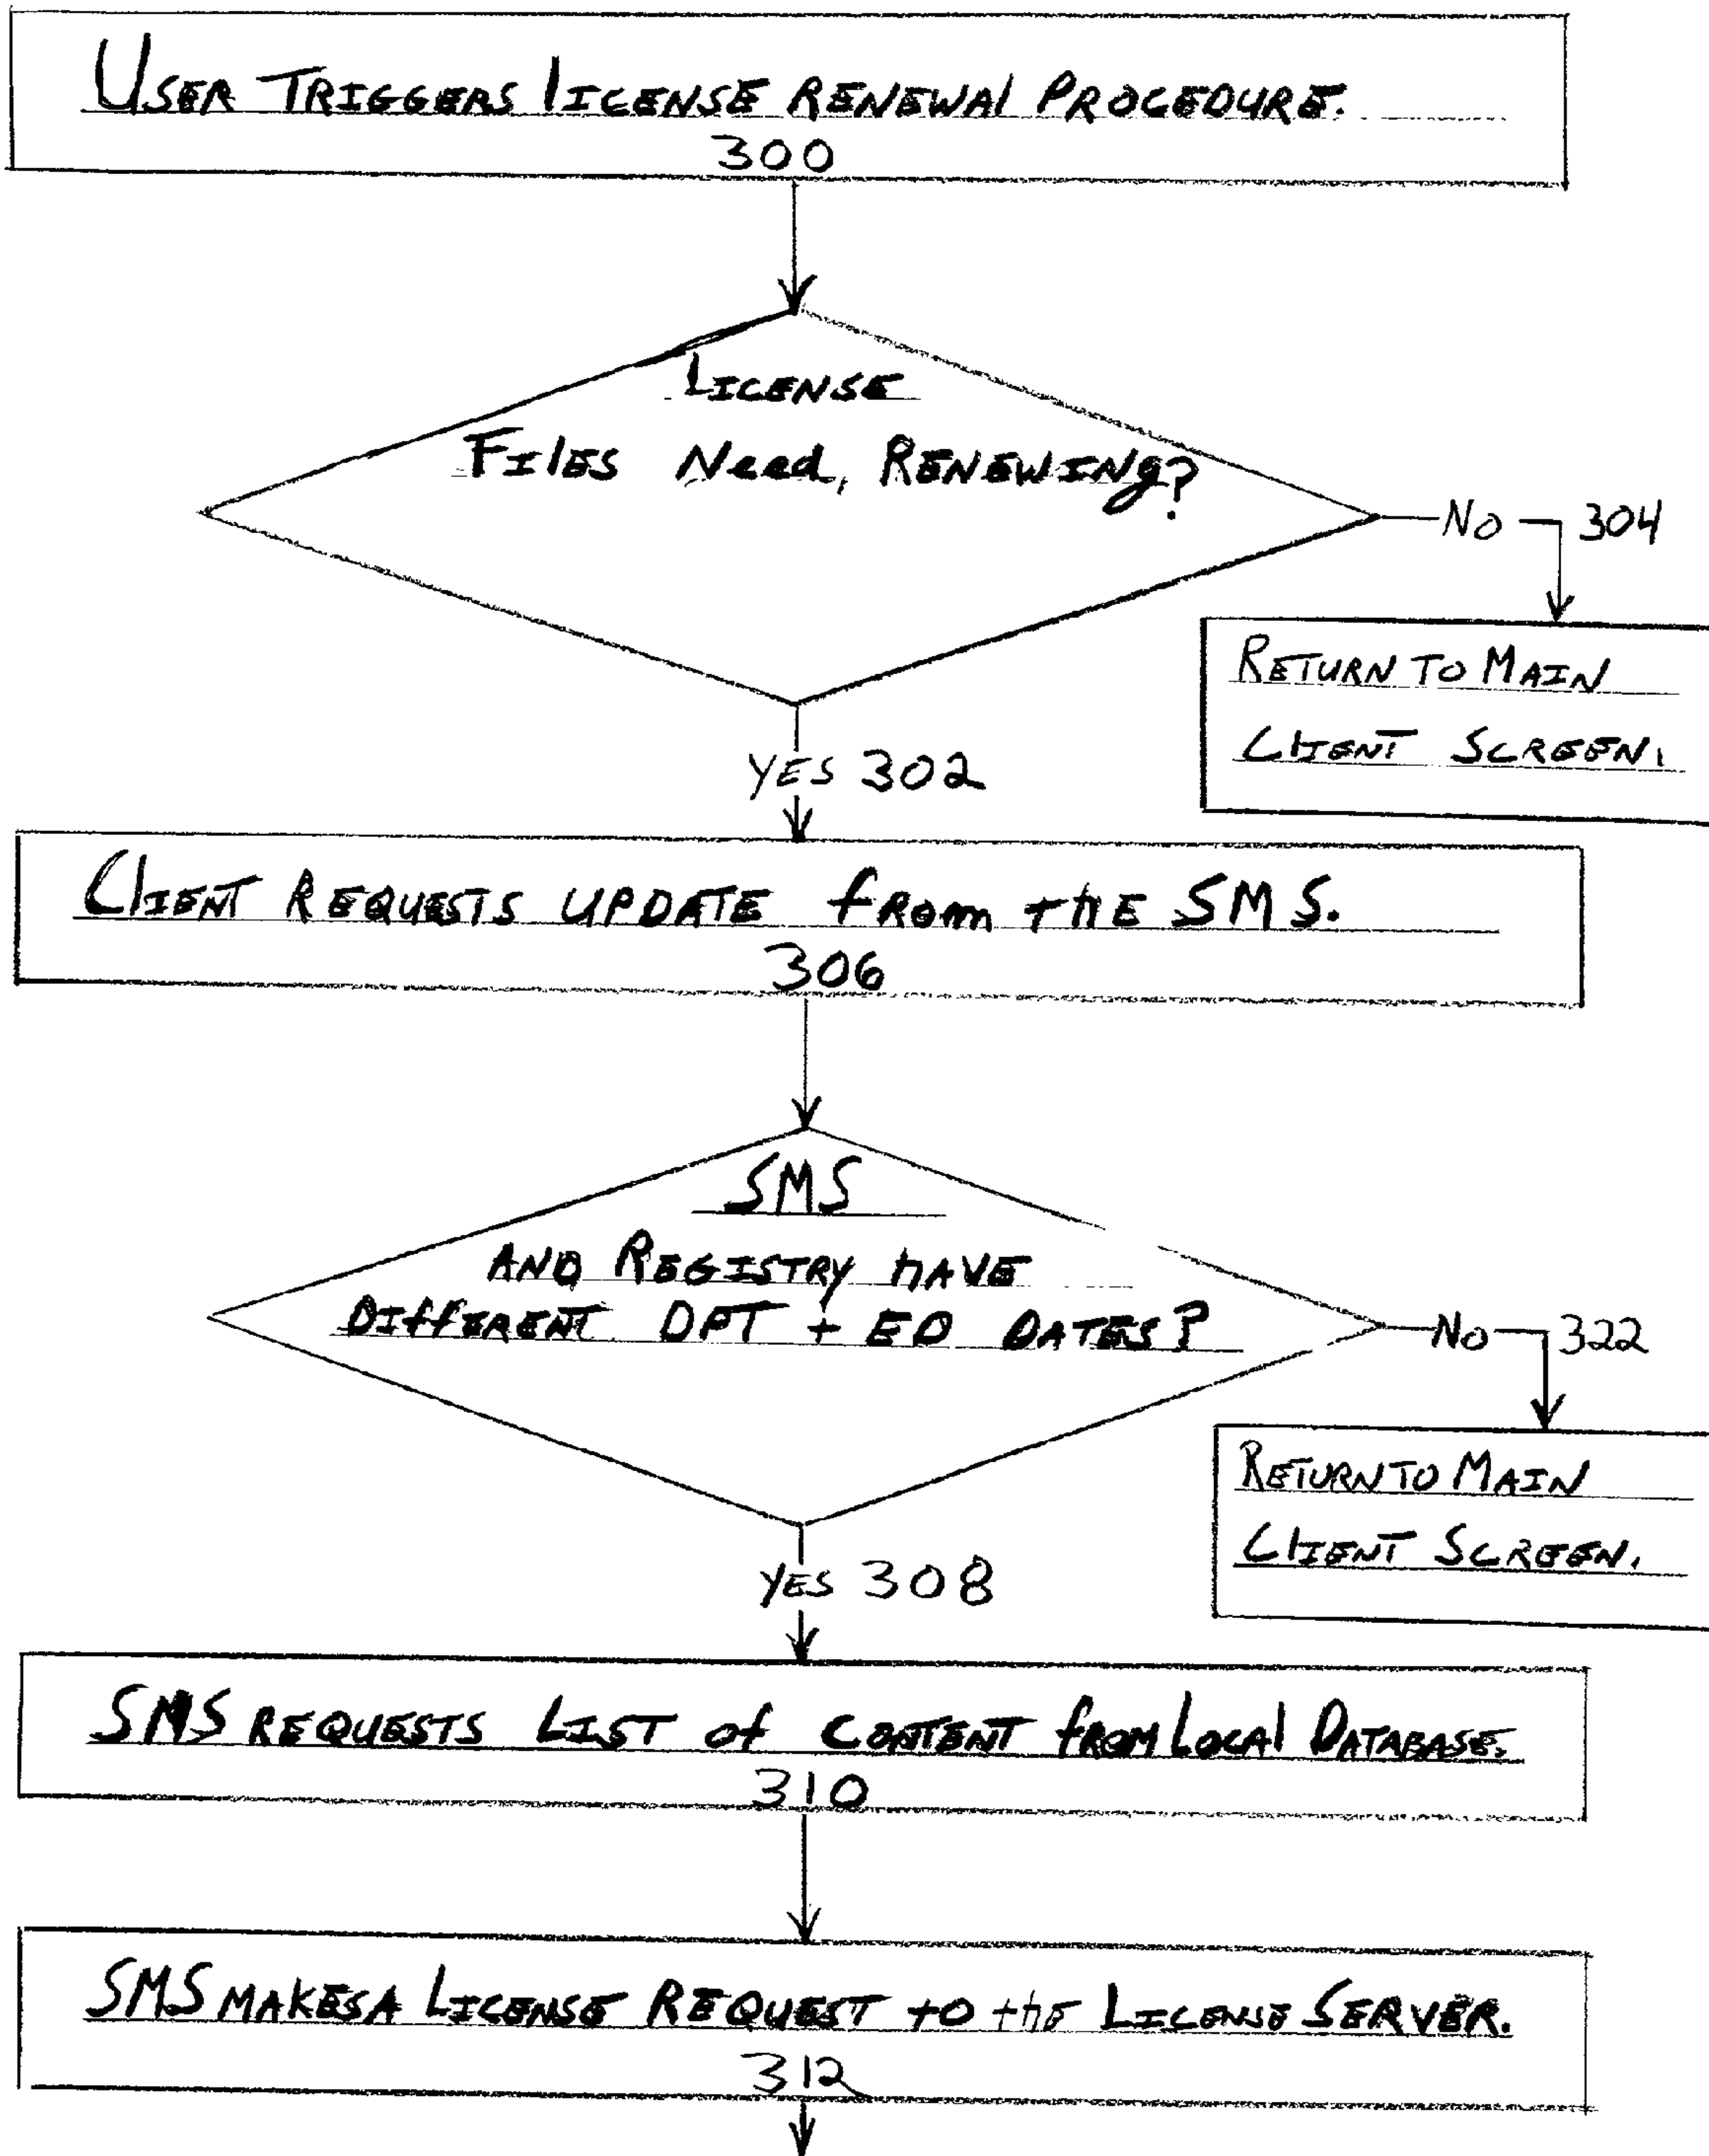 USER TRIGGERS LICENSE RENEWAL PROCEDURE.
300
LICENSE
FILES Need, RENEWING?
NO 304
RETURN TO MAIN
CLIENT SCREEN.
YES 302
CLIENT REQUESTS UPDATE from the SMS.
306
SMS
AND REGISTRY HAVE
DIFFERENT DPT + ED DATES?
NO 322
RETURN TO MAIN
CLIENT SCREEN.
YES 308
SMS REQUESTS LIST of CONTENT FROM LOCAL DATABASE.
310
SMS MAKES A LICENSE REQUEST TO the LICENSE SERVER.
312